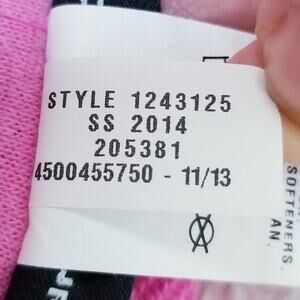 STYLE 1243125
SS 2014
205381
4500455750 - 11/13
SOFTENERS.
AN.